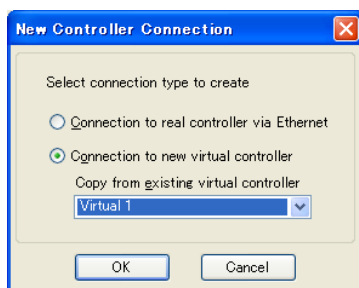 New Controller Connection
Select connection type to create
Connection to real controller via Ethernet
Connection to new virtual controller
Copy from existing virtual controller
Virtual 1
OK
Cancel